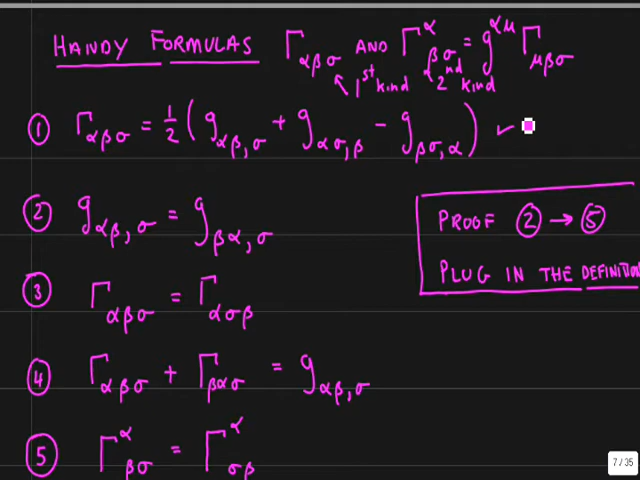 HANDY FORMULAS Γαβσ AND Γ^α_βσ = g^αμ Γμβσ
1st kind 2nd kind
① Γαβσ = 1/2 ( gαβ,σ + gασ,β − gβσ,α ) ✓
② gαβ,σ = gβα,σ
PROOF ② → ⑤
③ Γαβσ = Γασβ
PLUG IN THE DEFINITION
④ Γαβσ + Γβασ = gαβ,σ
⑤ Γ^α_βσ = Γ^α_σβ
7 / 35